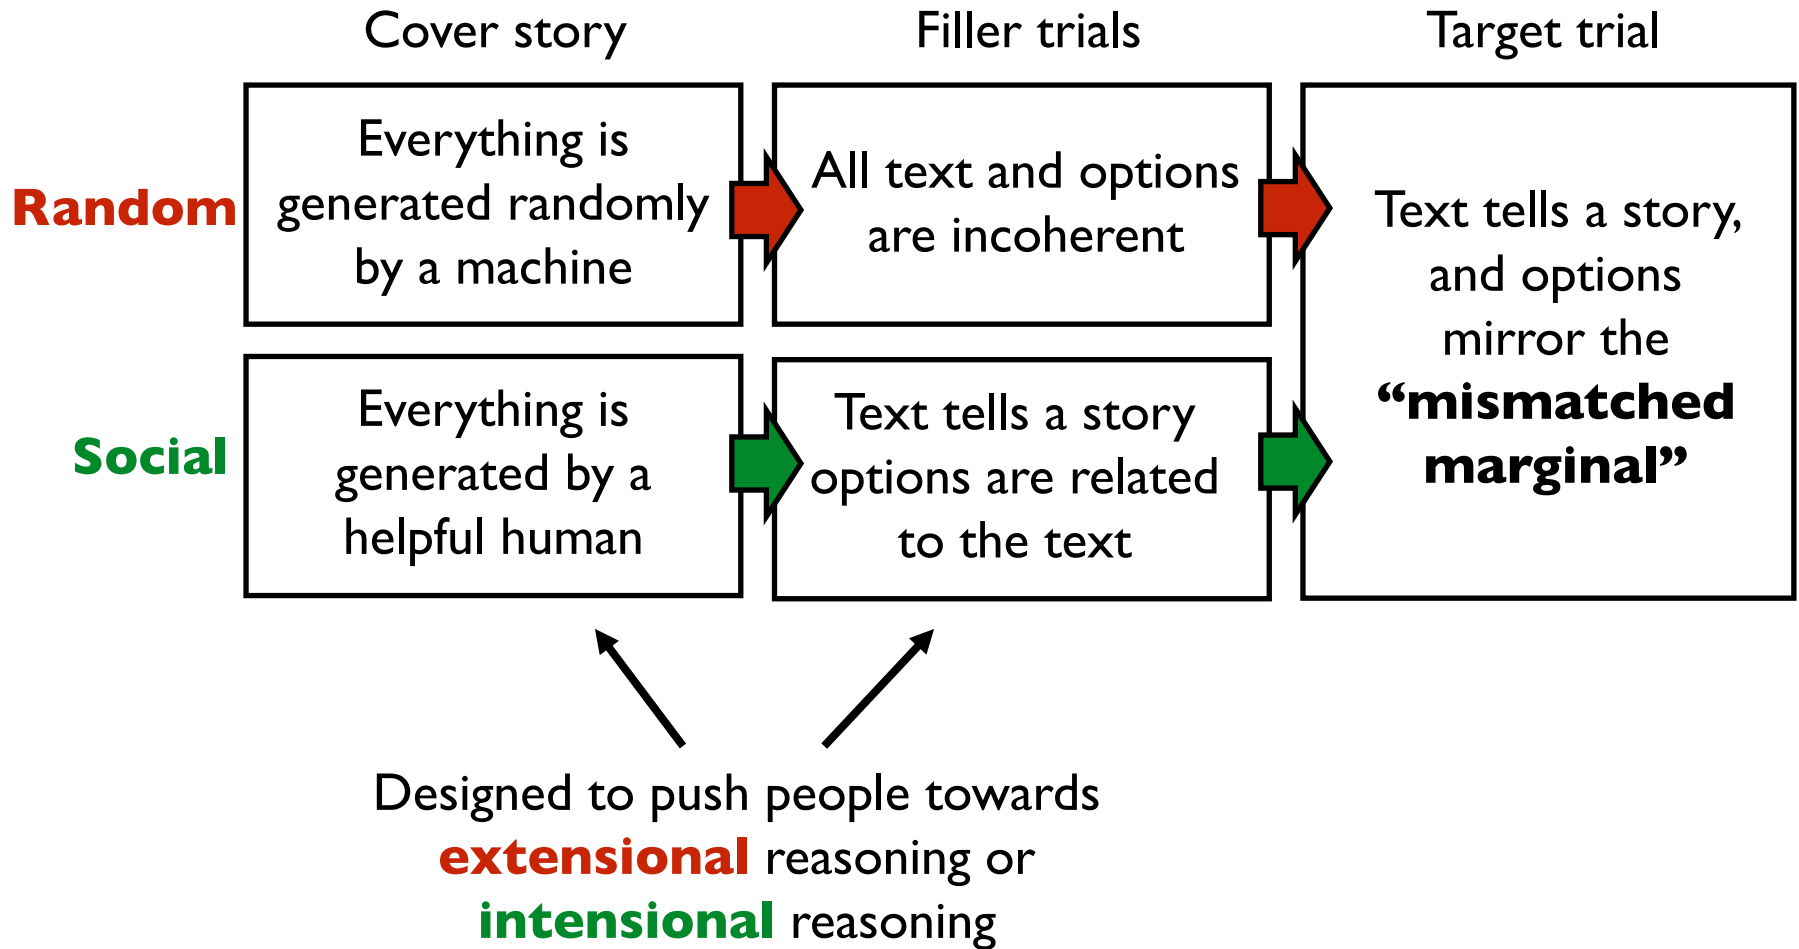 Cover story
Filler trials
Target trial
Random
Everything is
generated randomly
by a machine
All text and options
are incoherent
Text tells a story,
and options
mirror the
“mismatched
marginal”
Social
Everything is
generated by a
helpful human
Text tells a story
options are related
to the text
Designed to push people towards
extensional reasoning or
intensional reasoning